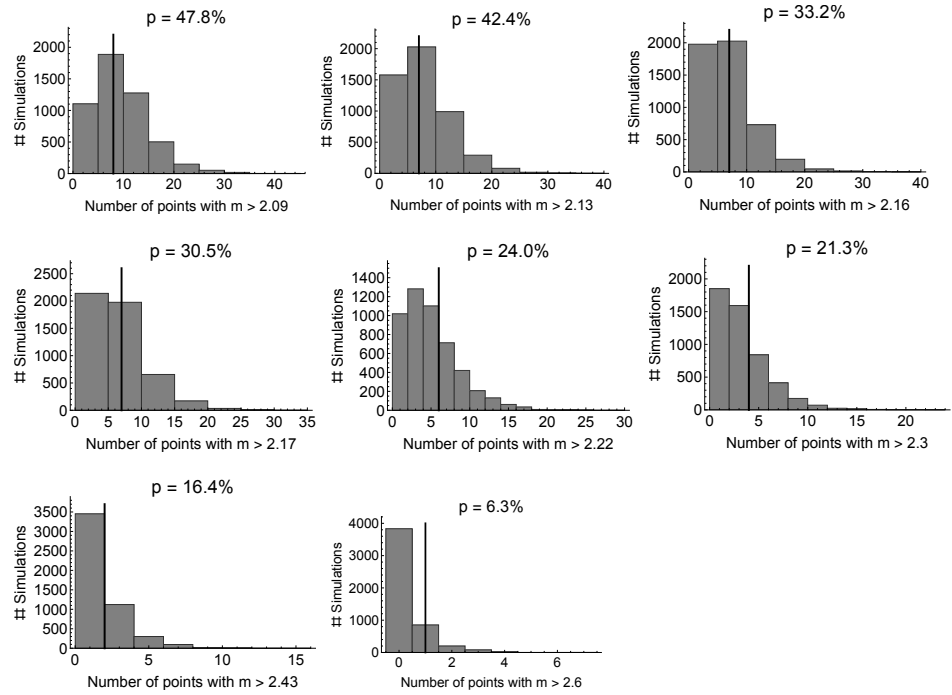 p = 47.8%
# Simulations
2000
1500
1000
500
0
0 10 20 30 40
Number of points with m > 2.09
p = 42.4%
# Simulations
2000
1500
1000
500
0
0 10 20 30 40
Number of points with m > 2.13
p = 33.2%
# Simulations
2000
1500
1000
500
0
0 10 20 30 40
Number of points with m > 2.16
p = 30.5%
# Simulations
2500
2000
1500
1000
500
0
0 5 10 15 20 25 30 35
Number of points with m > 2.17
p = 24.0%
# Simulations
1400
1200
1000
800
600
400
200
0
0 5 10 15 20 25 30
Number of points with m > 2.22
p = 21.3%
# Simulations
2000
1500
1000
500
0
0 5 10 15 20
Number of points with m > 2.3
p = 16.4%
# Simulations
3500
3000
2500
2000
1500
1000
500
0
0 5 10 15
Number of points with m > 2.43
p = 6.3%
# Simulations
4000
3000
2000
1000
0
0 2 4 6
Number of points with m > 2.6